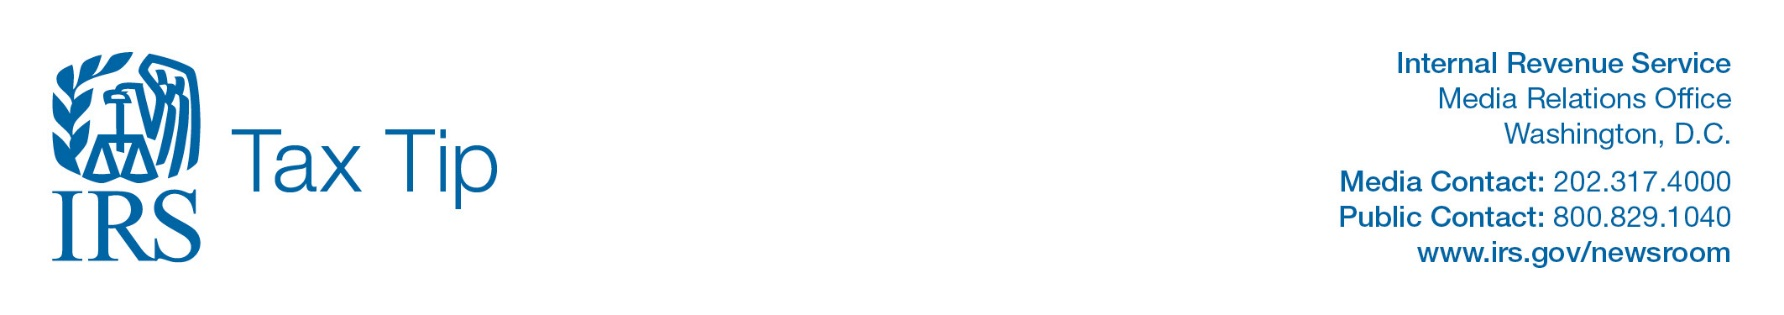 IRS
Tax Tip
Internal Revenue Service
Media Relations Office
Washington, D.C.
Media Contact: 202.317.4000
Public Contact: 800.829.1040
www.irs.gov/newsroom